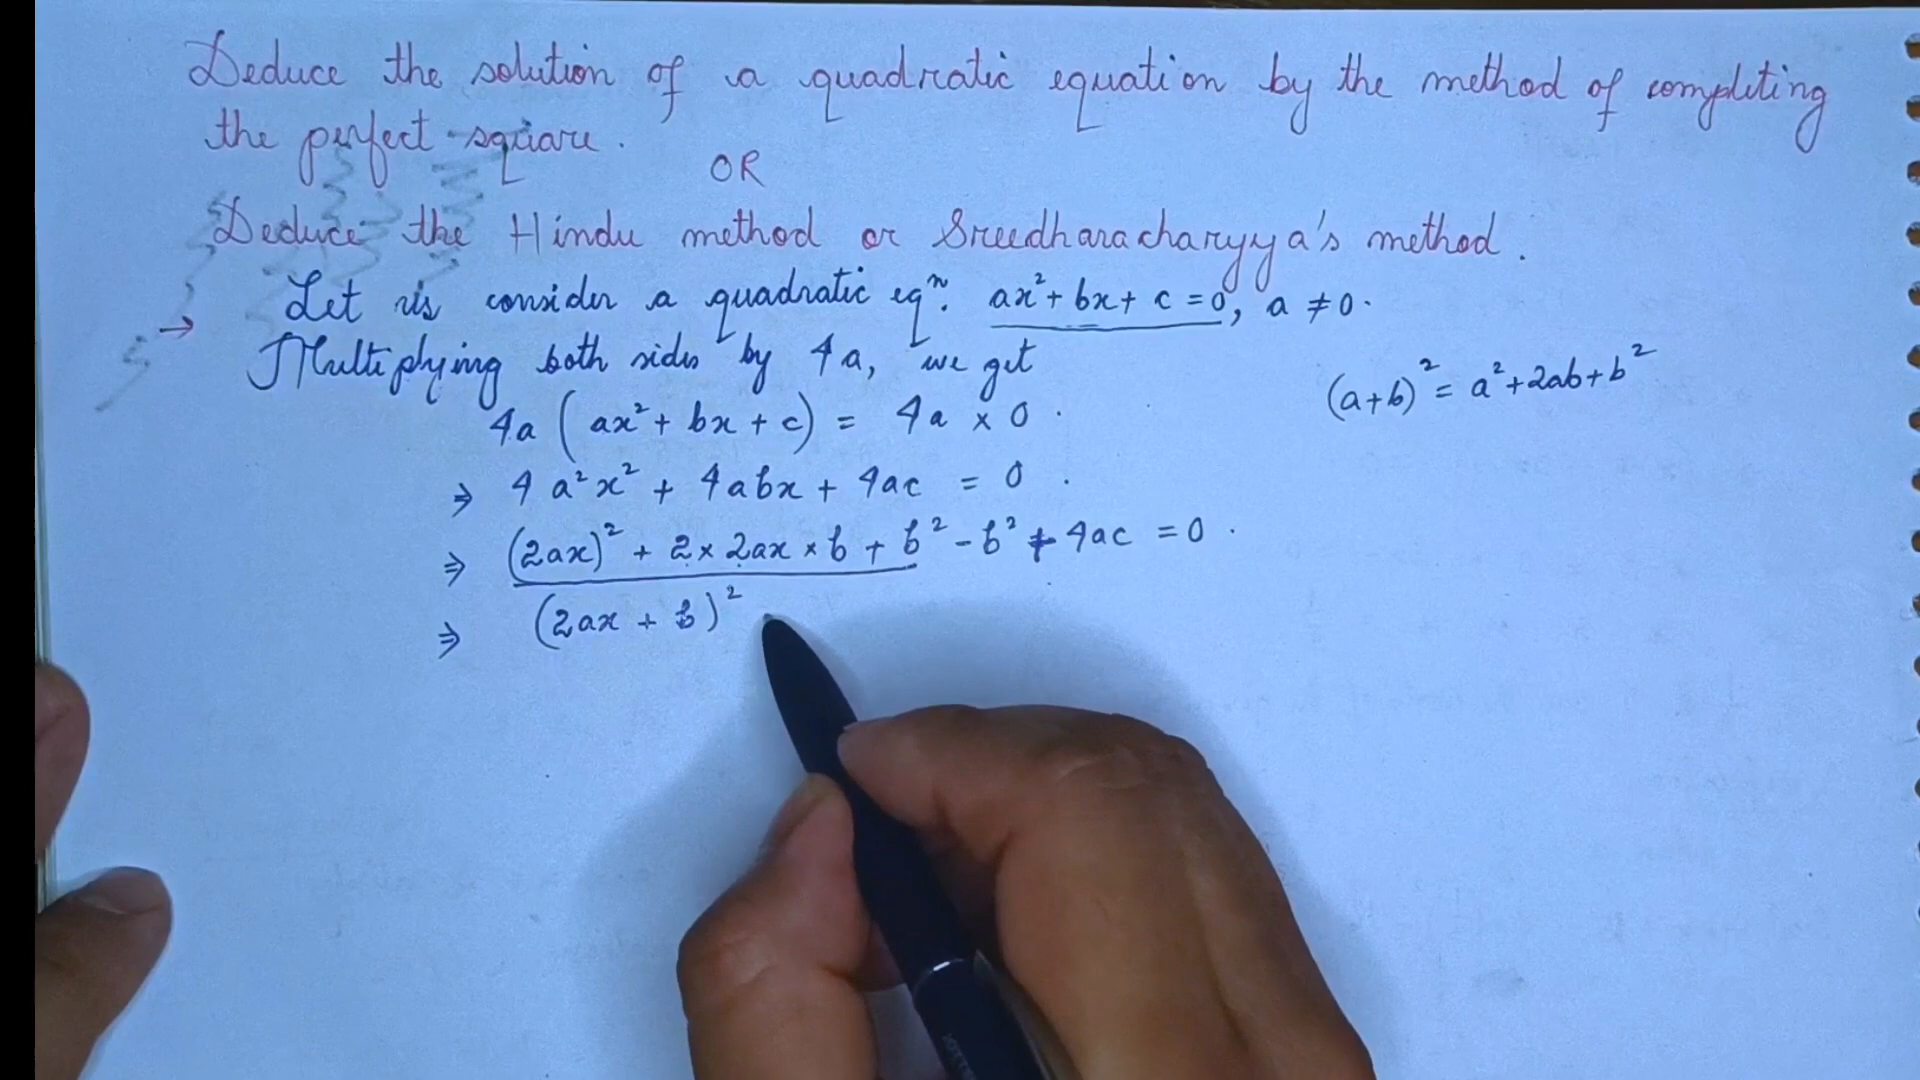 Deduce the solution of a quadratic equation by the method of completing
the perfect square.
OR
Deduce the Hindu method or Sreedharacharyya's method.
→ Let us consider a quadratic eqⁿ. ax² + bx + c = 0, a ≠ 0.
Multiplying both sides by 4a, we get
(a+b)² = a²+2ab+b²
4a (ax² + bx + c) = 4a × 0.
⇒ 4a²x² + 4abx + 4ac = 0.
⇒ (2ax)² + 2 × 2ax × b + b² - b² + 4ac = 0.
⇒ (2ax + b)²